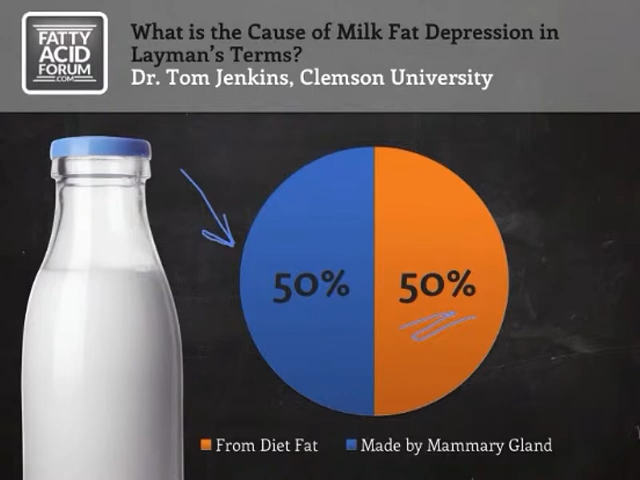 FATTY
ACID
FORUM
.COM
What is the Cause of Milk Fat Depression in
Layman's Terms?
Dr. Tom Jenkins, Clemson University
50% 50%
From Diet Fat Made by Mammary Gland